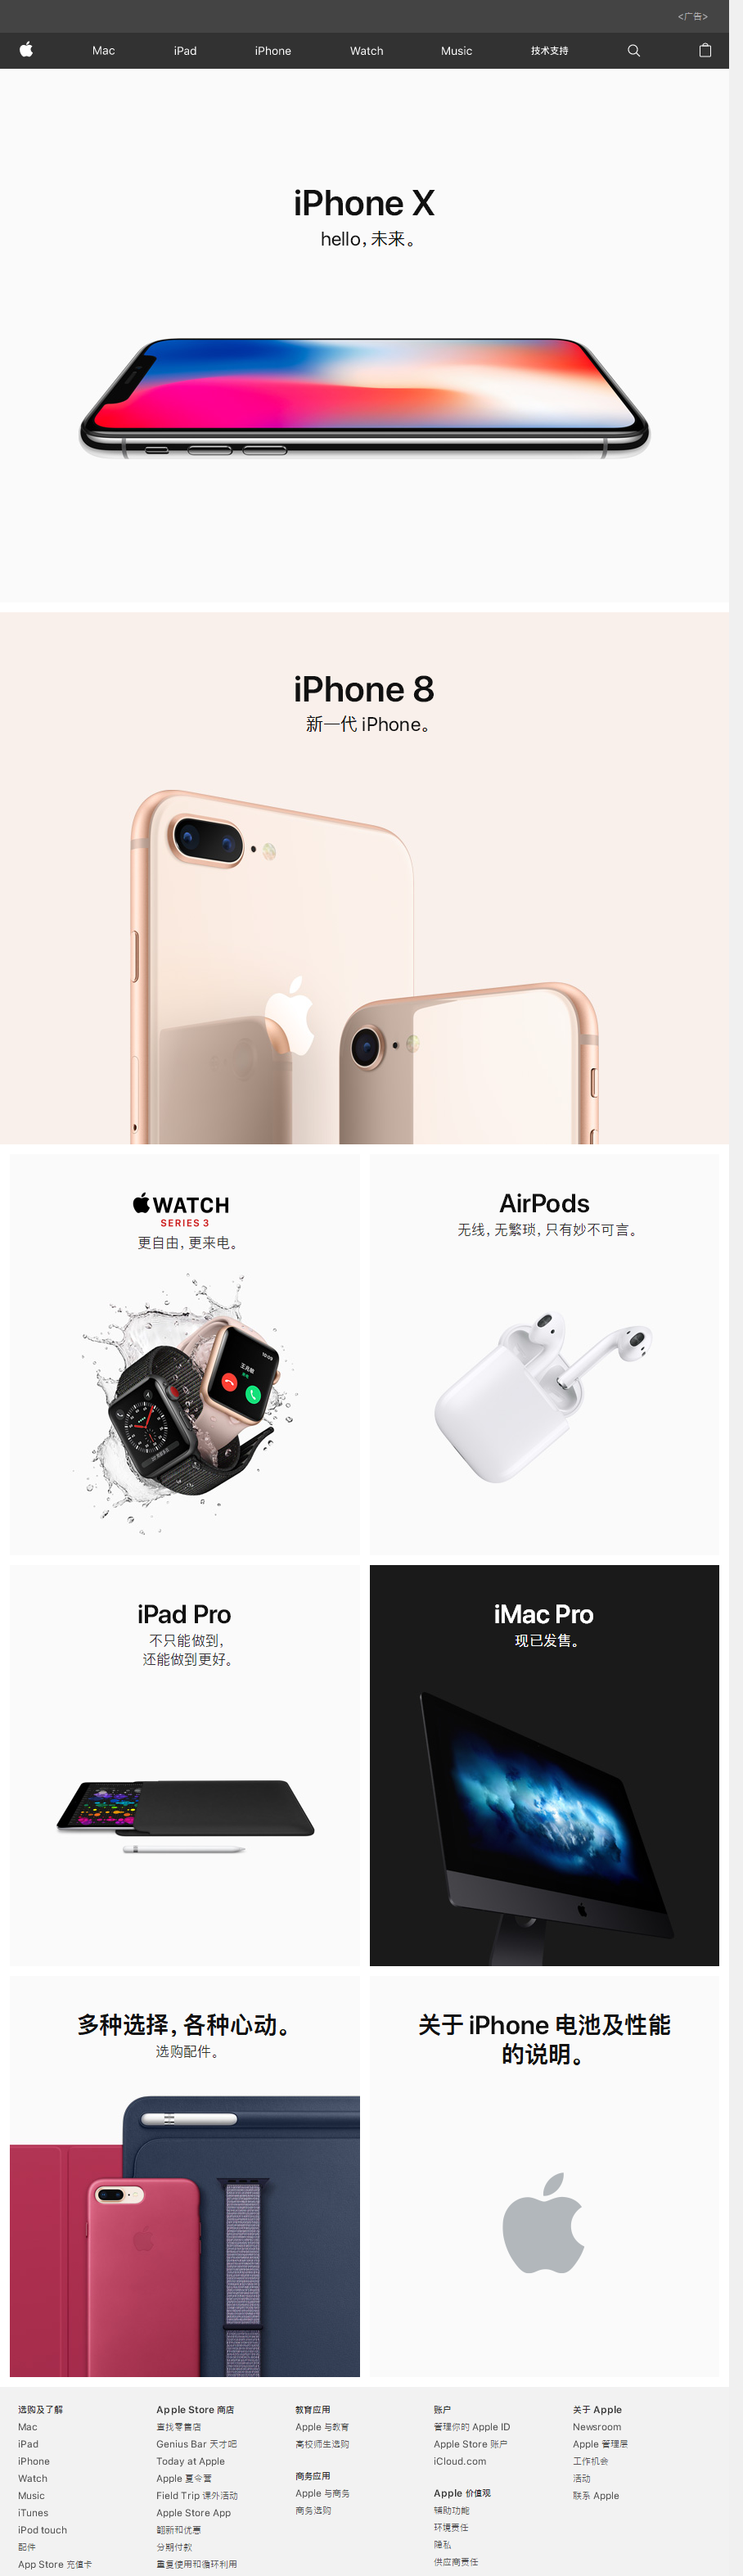 <广告>
Mac iPad iPhone Watch Music 技术支持
iPhone X
hello，未来。
iPhone 8
新一代 iPhone。
WATCH
SERIES 3
更自由，更来电。
AirPods
无线，无繁琐，只有妙不可言。
iPad Pro
不只能做到，
还能做到更好。
iMac Pro
现已发售。
多种选择，各种心动。
选购配件。
关于 iPhone 电池及性能
的说明。
选购及了解
Mac
iPad
iPhone
Watch
Music
iTunes
iPod touch
配件
App Store 充值卡
Apple Store 商店
查找零售店
Genius Bar 天才吧
Today at Apple
Apple 夏令营
Field Trip 课外活动
Apple Store App
翻新和优惠
分期付款
重复使用和循环利用
教育应用
Apple 与教育
高校师生选购
商务应用
Apple 与商务
商务选购
账户
管理你的 Apple ID
Apple Store 账户
iCloud.com
Apple 价值观
辅助功能
环境责任
隐私
供应商责任
关于 Apple
Newsroom
Apple 管理层
工作机会
活动
联系 Apple